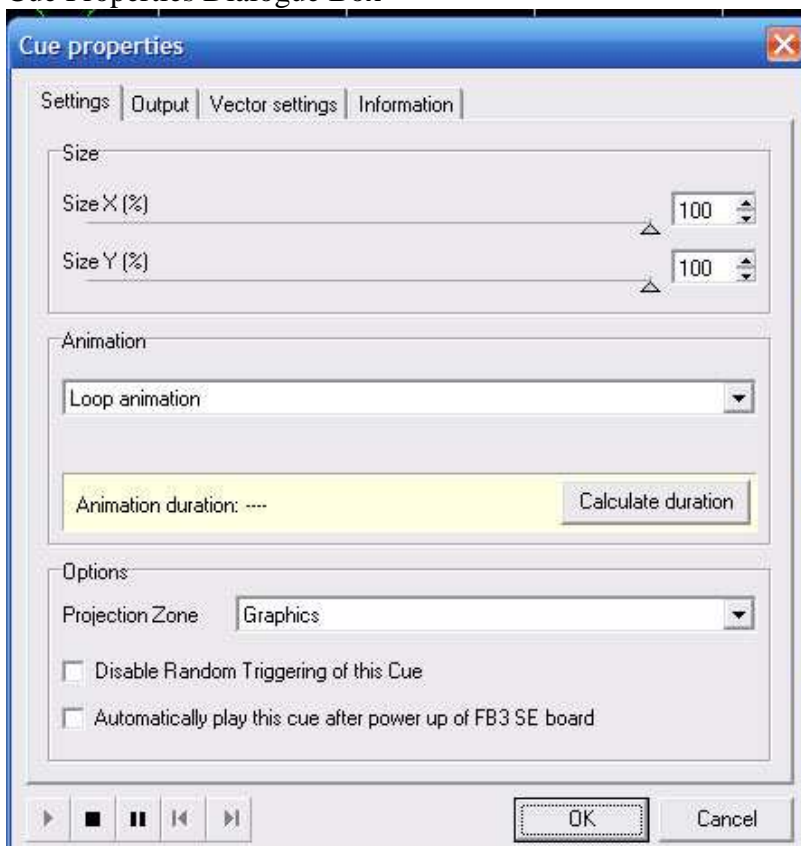 Cue Properties Dialogue Box
Cue properties
Settings Output Vector settings Information
Size
Size X (%) 100
Size Y (%) 100
Animation
Loop animation
Animation duration: ---- Calculate duration
Options
Projection Zone Graphics
Disable Random Triggering of this Cue
Automatically play this cue after power up of FB3 SE board
OK Cancel